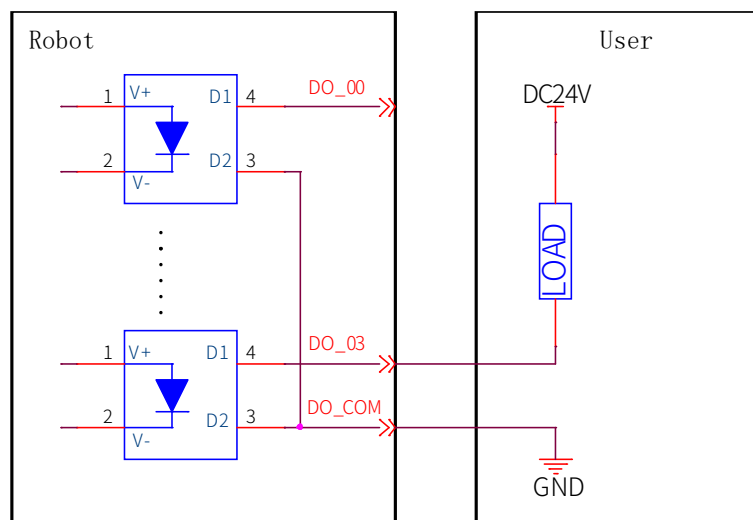 Robot
User
1 V+ D1 4 DO_00
DC24V
2 V- D2 3
LOAD
1 V+ D1 4 DO_03
2 V- D2 3 DO_COM
GND